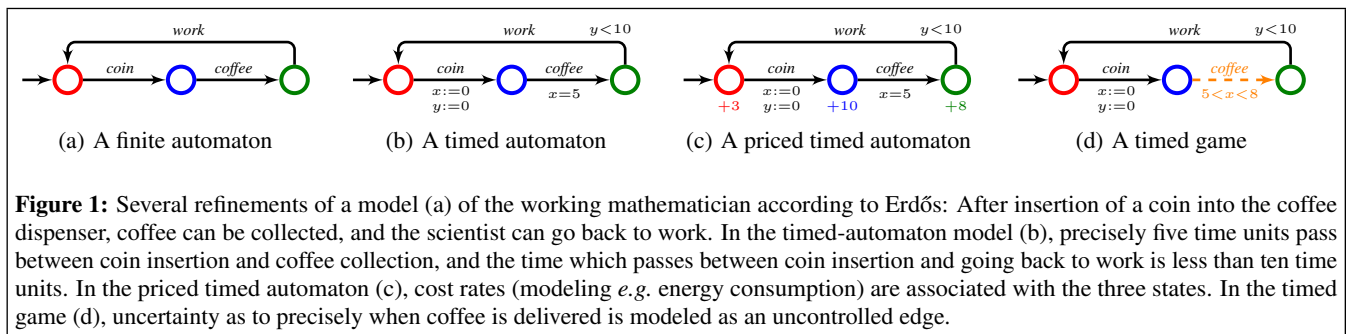 work
coin
coffee
(a) A finite automaton
work
y<10
coin
x:=0
y:=0
coffee
x=5
(b) A timed automaton
work
y<10
coin
x:=0
y:=0
coffee
x=5
+3
+10
+8
(c) A priced timed automaton
work
y<10
coin
x:=0
y:=0
coffee
5<x<8
(d) A timed game
Figure 1: Several refinements of a model (a) of the working mathematician according to Erdős: After insertion of a coin into the coffee
dispenser, coffee can be collected, and the scientist can go back to work. In the timed-automaton model (b), precisely five time units pass
between coin insertion and coffee collection, and the time which passes between coin insertion and going back to work is less than ten time
units. In the priced timed automaton (c), cost rates (modeling e.g. energy consumption) are associated with the three states. In the timed
game (d), uncertainty as to precisely when coffee is delivered is modeled as an uncontrolled edge.